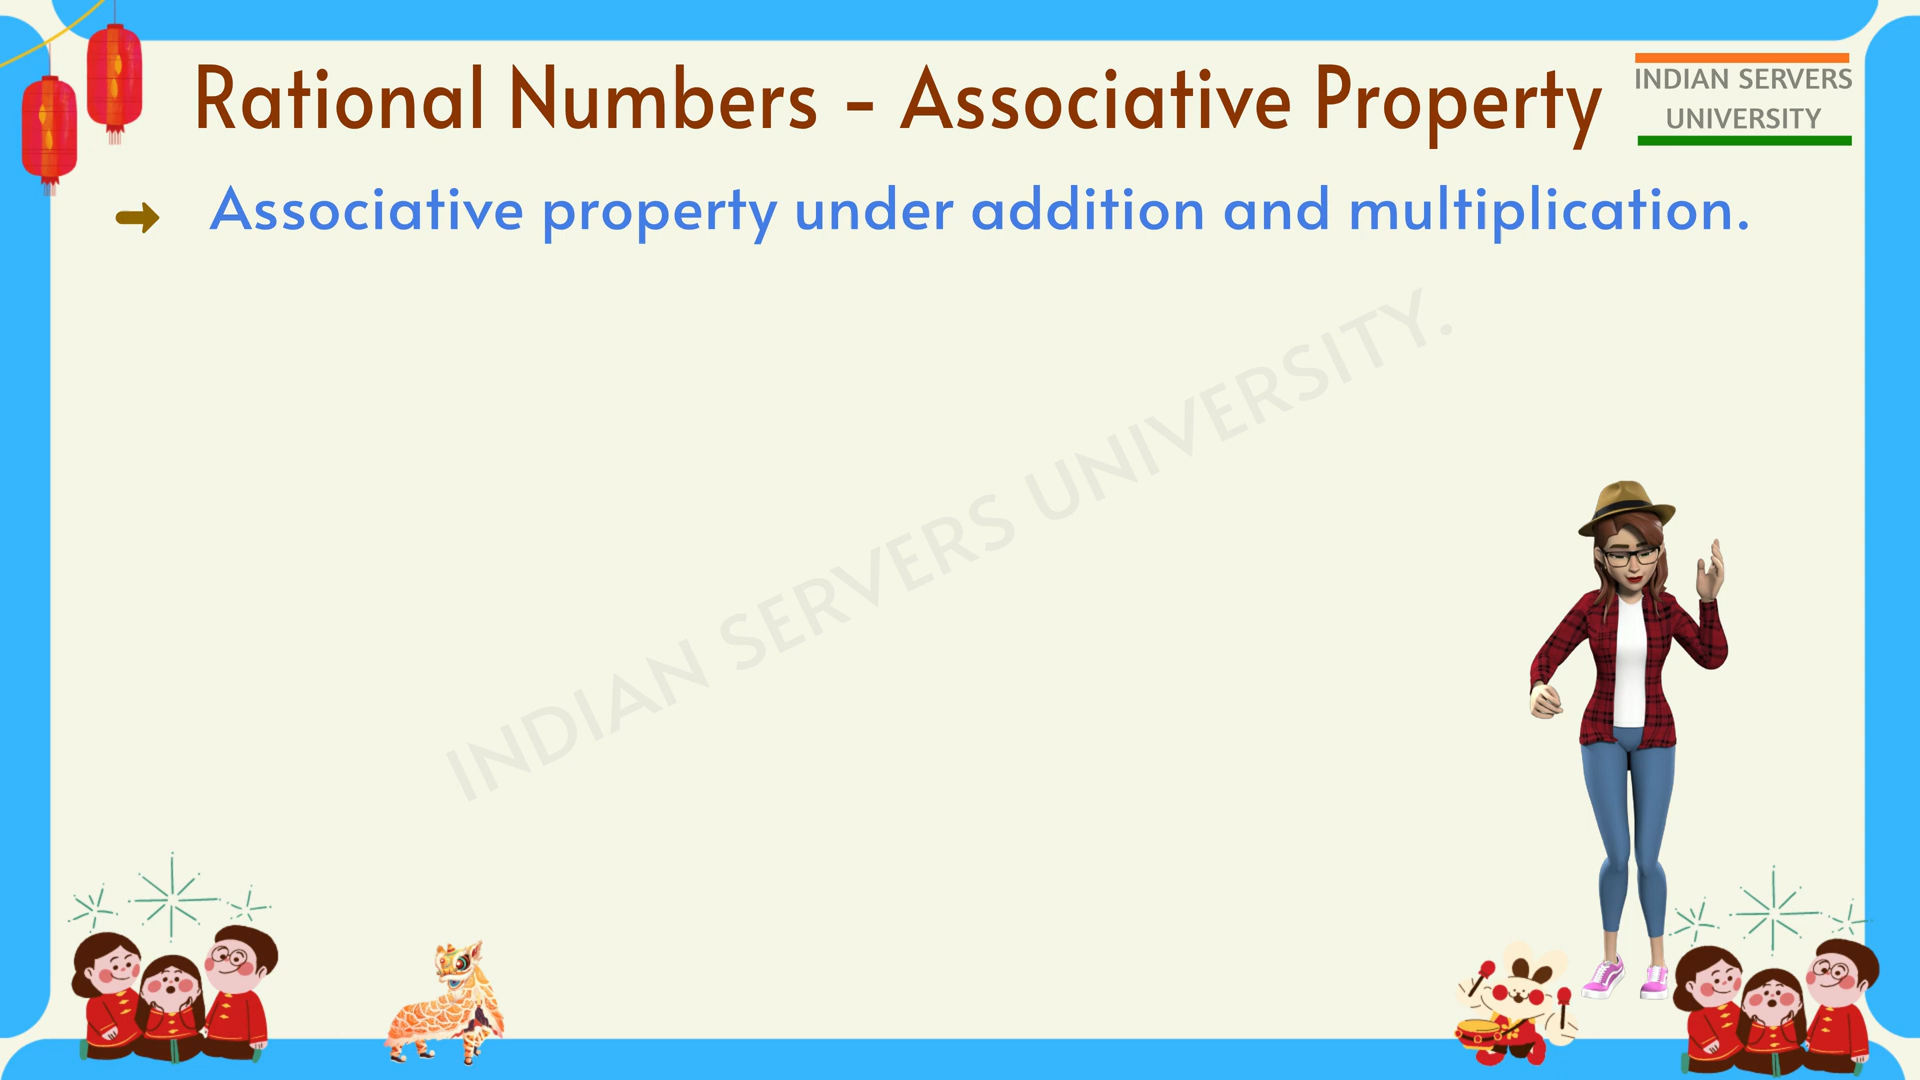 Rational Numbers - Associative Property
INDIAN SERVERS
UNIVERSITY
Associative property under addition and multiplication.
INDIAN SERVERS UNIVERSITY.